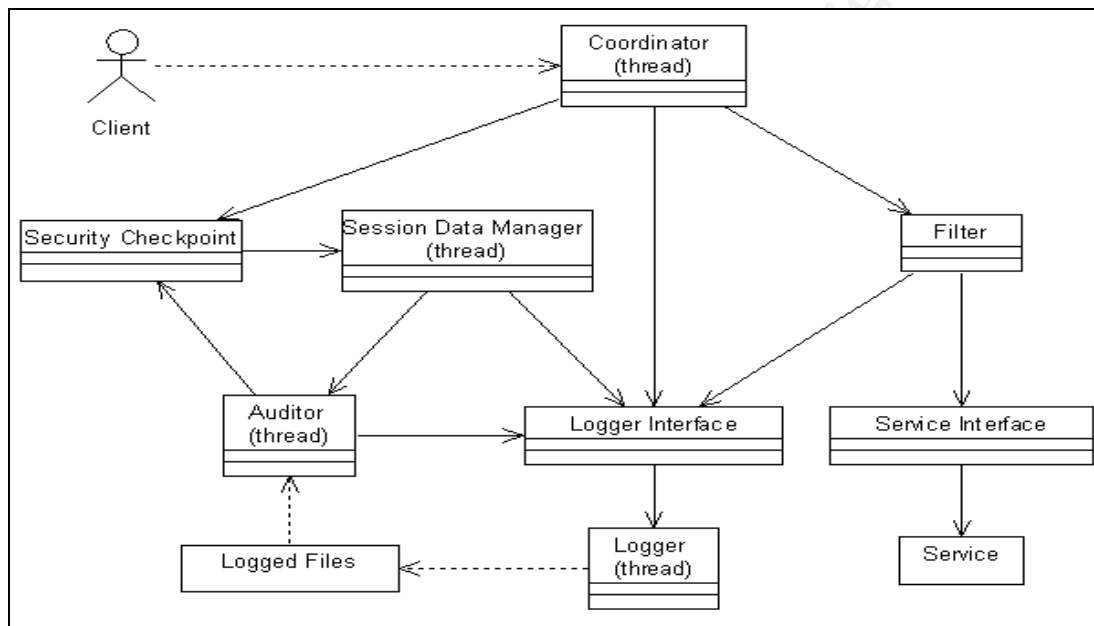 Coordinator
(thread)
Client
Security Checkpoint
Session Data Manager
(thread)
Filter
Auditor
(thread)
Logger Interface
Service Interface
Logged Files
Logger
(thread)
Service